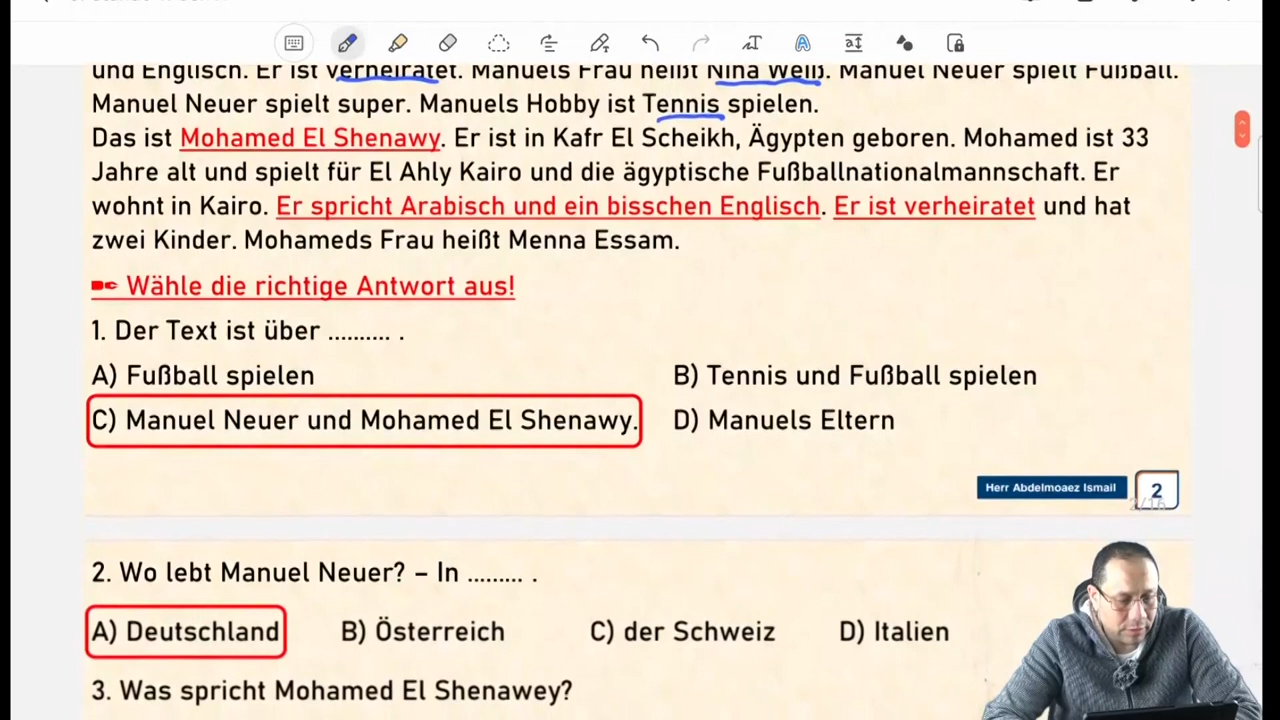 und Englisch. Er ist verheiratet. Manuels Frau heißt Nina Weiß. Manuel Neuer spielt Fußball.
Manuel Neuer spielt super. Manuels Hobby ist Tennis spielen.
Das ist Mohamed El Shenawy. Er ist in Kafr El Scheikh, Ägypten geboren. Mohamed ist 33
Jahre alt und spielt für El Ahly Kairo und die ägyptische Fußballnationalmannschaft. Er
wohnt in Kairo. Er spricht Arabisch und ein bisschen Englisch. Er ist verheiratet und hat
zwei Kinder. Mohameds Frau heißt Menna Essam.
Wähle die richtige Antwort aus!
1. Der Text ist über .......... .
A) Fußball spielen
B) Tennis und Fußball spielen
C) Manuel Neuer und Mohamed El Shenawy.
D) Manuels Eltern
Herr Abdelmoaez Ismail
2
2/16
2. Wo lebt Manuel Neuer? – In ......... .
A) Deutschland
B) Österreich
C) der Schweiz
D) Italien
3. Was spricht Mohamed El Shenawey?